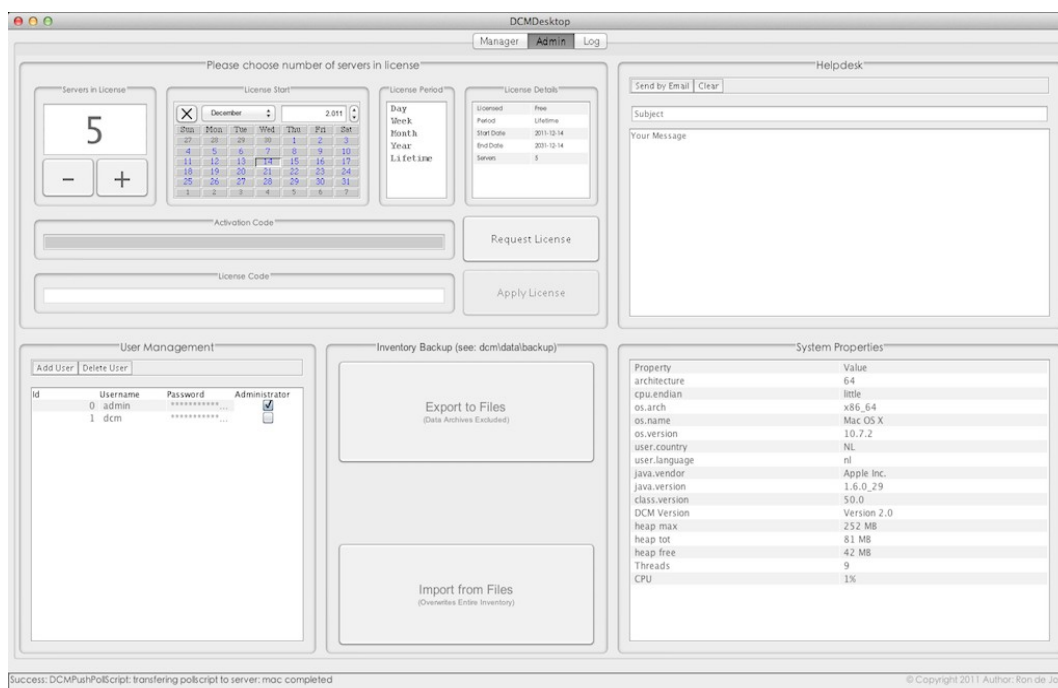 DCMDesktop
Manager Admin Log
Please choose number of servers in license
Servers in License
5
- +
License Start
December 2.011
Sun Mon Tue Wed Thu Fri Sat
27 28 29 30 1 2 3
4 5 6 7 8 9 10
11 12 13 14 15 16 17
18 19 20 21 22 23 24
25 26 27 28 29 30 31
1 2 3 4 5 6 7
License Period
Day
Week
Month
Year
Lifetime
License Details
Licensed Free
Period Lifetime
Start Date 2011-12-14
End Date 2031-12-14
Servers 3
Activation Code
Request License
License Code
Apply License
Helpdesk
Send by Email Clear
Subject
Your Message
User Management
Add User Delete User
Id Username Password Administrator
0 admin ***********...
1 dcm ***********...
Inventory Backup (see: dcm\data\backup)
Export to Files
(Data Archives Excluded)
Import from Files
(Overwrites Entire Inventory)
System Properties
Property Value
architecture 64
cpu.endian little
os.arch x86_64
os.name Mac OS X
os.version 10.7.2
user.country NL
user.language nl
java.vendor Apple Inc.
java.version 1.6.0_29
class.version 50.0
DCM Version Version 2.0
heap max 252 MB
heap tot 81 MB
heap free 42 MB
Threads 9
CPU 1%
Success: DCMPushPollScript: transfering pollscript to server: mac completed
© Copyright 2011 Author: Ron de Jo